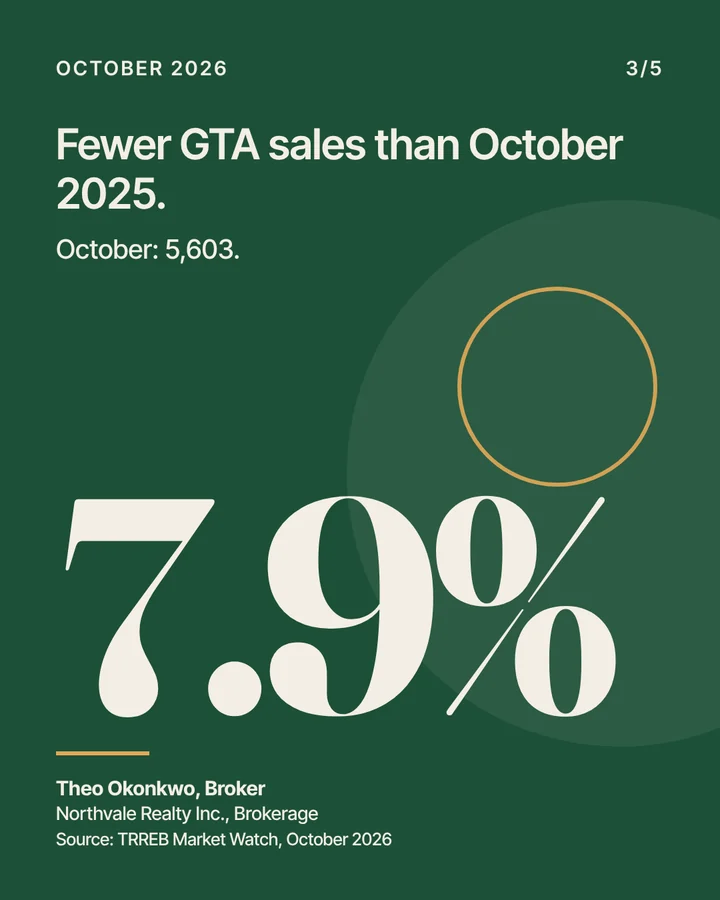 OCTOBER 2026
3/5
Fewer GTA sales than October
2025.
October: 5,603.
7.9%
Theo Okonkwo, Broker
Northvale Realty Inc., Brokerage
Source: TRREB Market Watch, October 2026